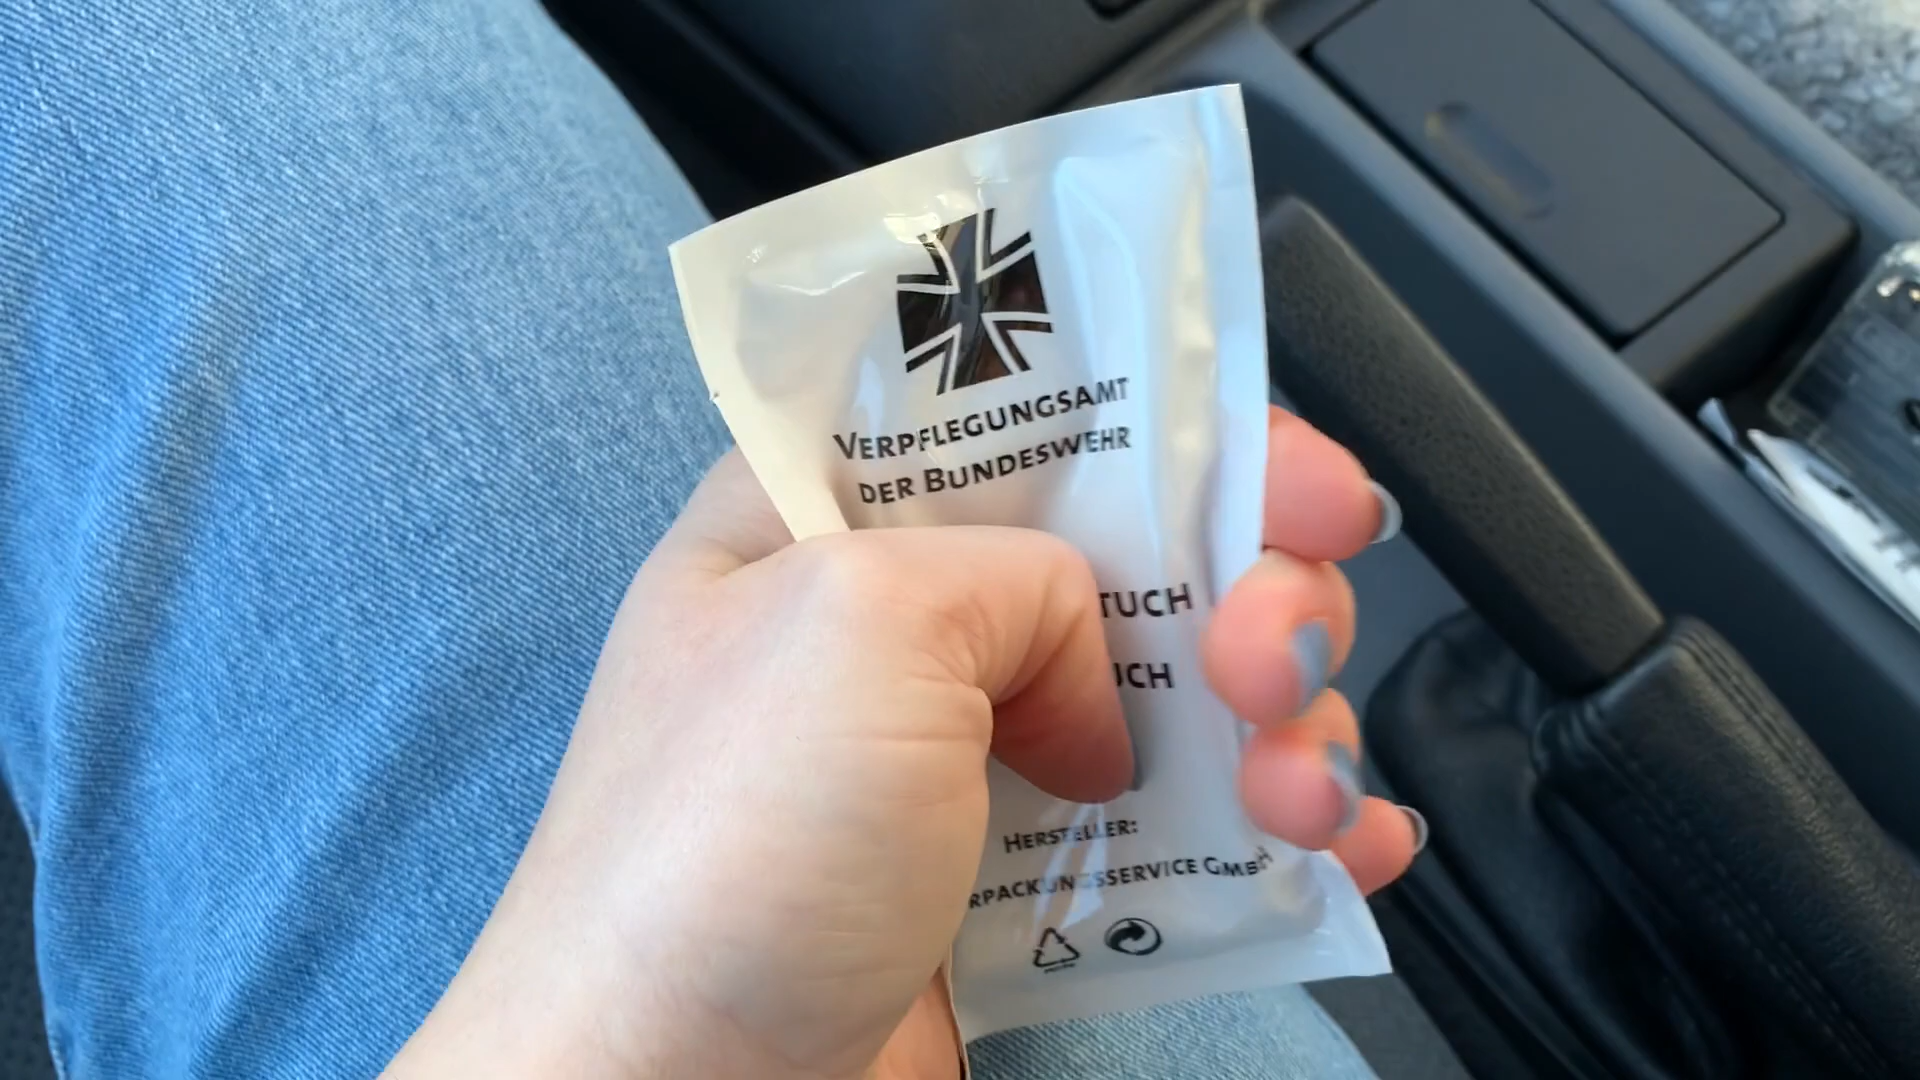 VERPFLEGUNGSAMT
DER BUNDESWEHR
TUCH
UCH
HERSTELLER:
RPACKUNGSSERVICE GMBH